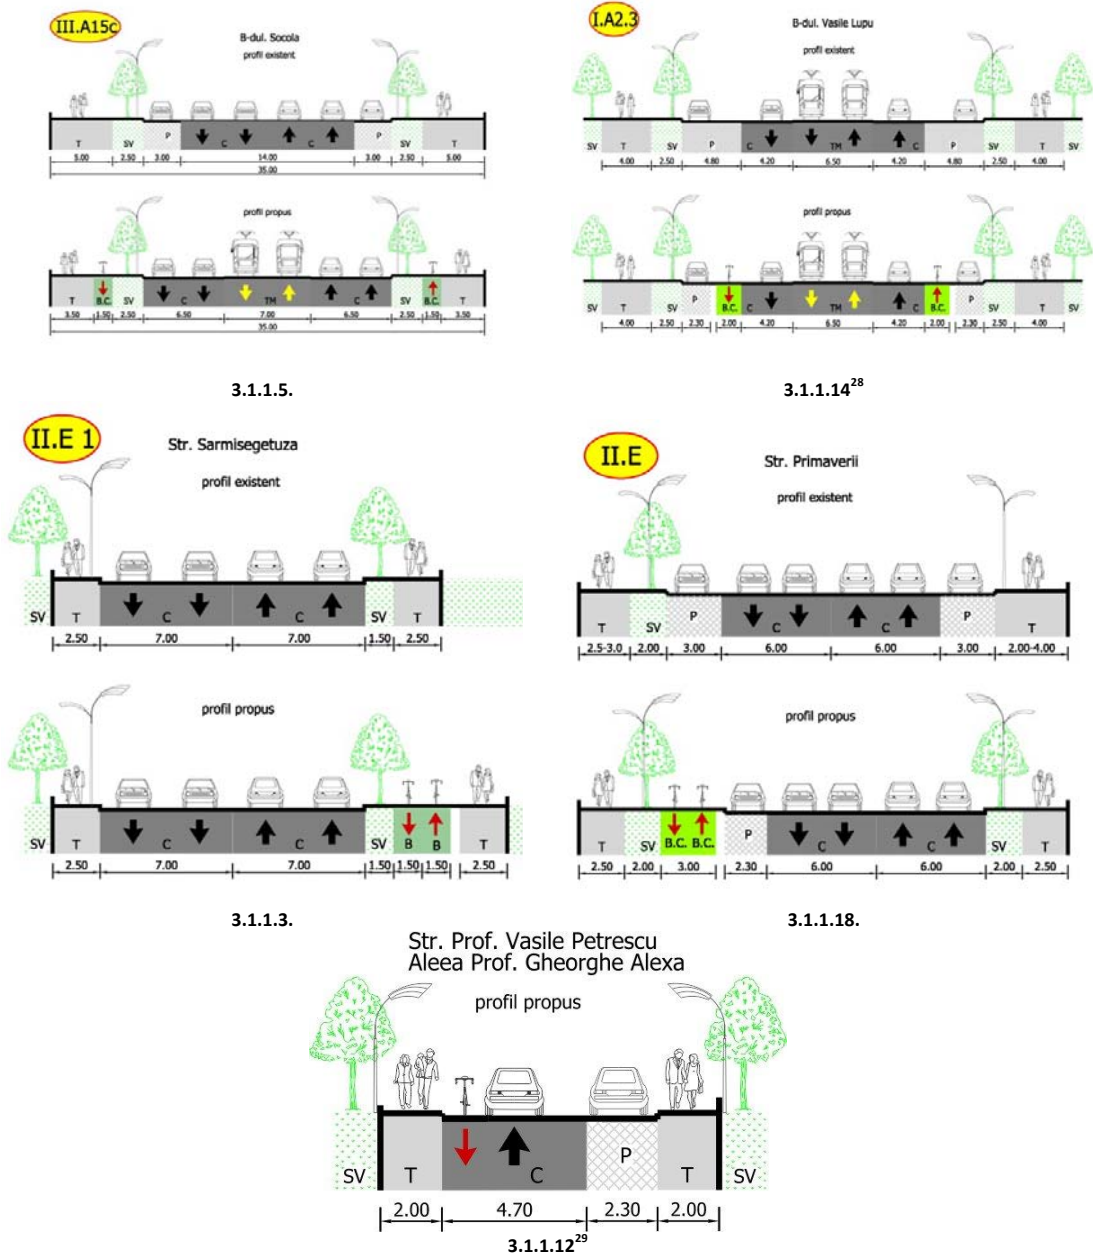 III.A15c
B-dul. Socola
profil existent
T SV P C C P SV T
5.00 2.50 3.00 14.00 3.00 2.50 5.00
35.00
profil propus
T B.C. SV C TM C SV B.C. T
3.50 1.50 2.50 6.50 7.00 6.50 2.50 1.50 3.50
35.00
3.1.1.5.
I.A2.3
B-dul. Vasile Lupu
profil existent
SV T SV P C TM C P SV T SV
4.00 2.50 4.80 4.20 6.50 4.20 4.80 2.50 4.00
profil propus
SV T SV P B.C. C TM C B.C. P SV T SV
4.00 2.50 2.30 2.00 4.20 6.50 4.20 2.00 2.30 2.50 4.00
3.1.1.14²⁸
II.E 1
Str. Sarmisegetuza
profil existent
SV T C C SV T
2.50 7.00 7.00 1.50 2.50
profil propus
SV T C C SV B B T
2.50 7.00 7.00 1.50 1.50 1.50 2.50
3.1.1.3.
II.E
Str. Primaverii
profil existent
T SV P C C P T
2.5-3.0 2.00 3.00 6.00 6.00 3.00 2.00-4.00
profil propus
T SV B.C. B.C. P C C SV T
2.50 2.00 3.00 2.30 6.00 6.00 2.00 2.50
3.1.1.18.
Str. Prof. Vasile Petrescu
Aleea Prof. Gheorghe Alexa
profil propus
SV T C P T SV
2.00 4.70 2.30 2.00
3.1.1.12²⁹